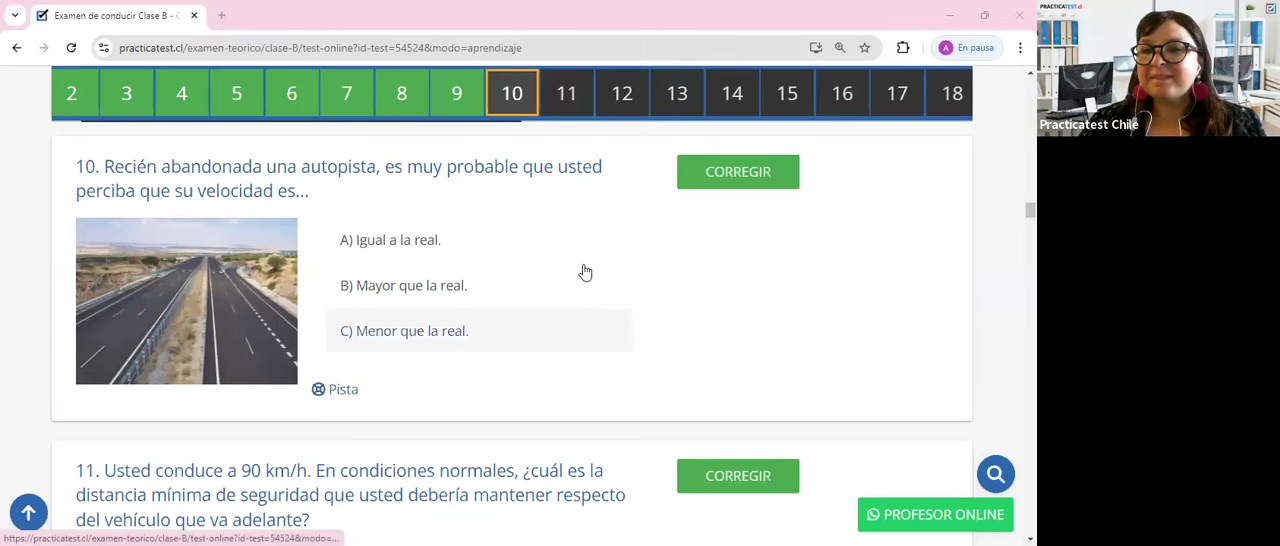 Examen de conducir Clase B - C
practicatest.cl/examen-teorico/clase-B/test-online?id-test=54524&modo=aprendizaje
A
En pausa
PRACTICATEST.cl
2 3 4 5 6 7 8 9 10 11 12 13 14 15 16 17 18
Practicatest Chile
10. Recién abandonada una autopista, es muy probable que usted
perciba que su velocidad es...
CORREGIR
A) Igual a la real.
B) Mayor que la real.
C) Menor que la real.
Pista
11. Usted conduce a 90 km/h. En condiciones normales, ¿cuál es la
distancia mínima de seguridad que usted debería mantener respecto
del vehículo que va adelante?
CORREGIR
PROFESOR ONLINE
https://practicatest.cl/examen-teorico/clase-B/test-online?id-test=54524&modo=...